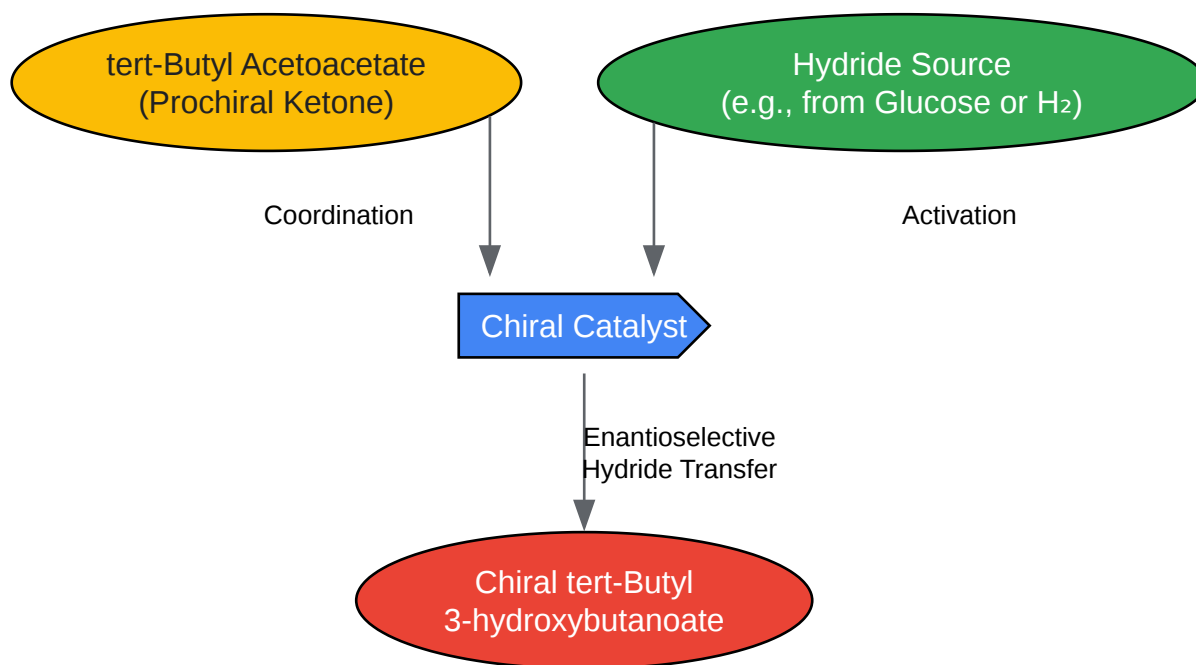 tert-Butyl Acetoacetate
(Prochiral Ketone)
Hydride Source
(e.g., from Glucose or H₂)
Coordination
Activation
Chiral Catalyst
Enantioselective
Hydride Transfer
Chiral tert-Butyl
3-hydroxybutanoate